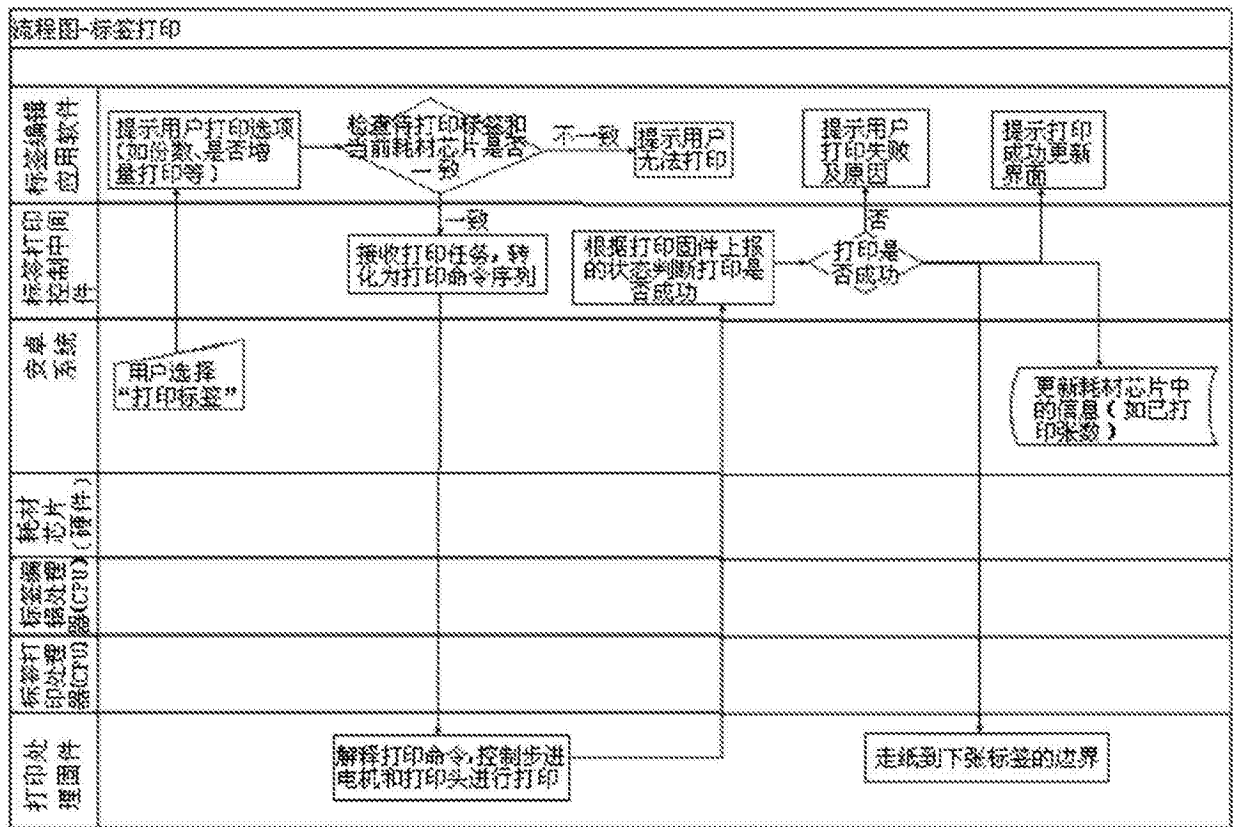 流程图-标签打印
标签编辑
应用软件
提示用户打印选项
(如份数、是否增
量打印等)
检查待打印标签和
当前耗材芯片是否
一致
不一致
提示用户
无法打印
提示用户
打印失败
及原因
提示打印
成功更新
界面
标签打印
控制中间
件
一致
接收打印任务,转
化为打印命令序列
根据打印固件上报
的状态判断打印是
否成功
否
打印是
否成功
安卓
系统
用户选择
“打印标签”
更新耗材芯片中
的信息(如已打
印张数)
耗材
芯片
(硬件)
标签编
辑处理
器(CPU)
标签打
印处理
器(CPU)
打印处
理固件
解释打印命令,控制步进
电机和打印头进行打印
走纸到下张标签的边界